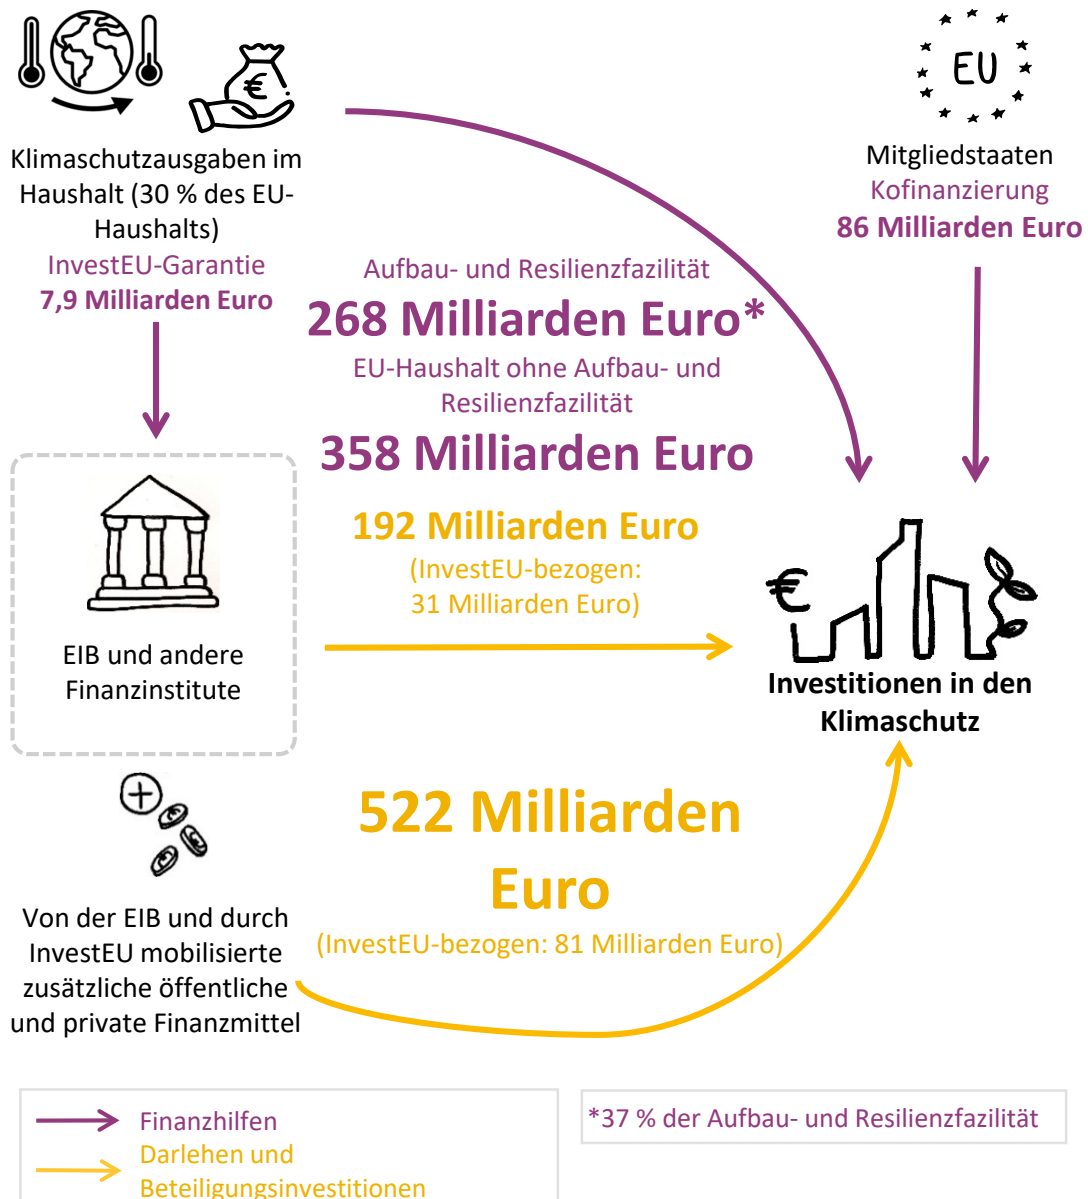 EU
Klimaschutzausgaben im
Haushalt (30 % des EU-
Haushalts)
InvestEU-Garantie
7,9 Milliarden Euro
Mitgliedstaaten
Kofinanzierung
86 Milliarden Euro
Aufbau- und Resilienzfazilität
268 Milliarden Euro*
EU-Haushalt ohne Aufbau- und
Resilienzfazilität
358 Milliarden Euro
192 Milliarden Euro
(InvestEU-bezogen:
31 Milliarden Euro)
EIB und andere
Finanzinstitute
€
Investitionen in den
Klimaschutz
522 Milliarden
Euro
(InvestEU-bezogen: 81 Milliarden Euro)
Von der EIB und durch
InvestEU mobilisierte
zusätzliche öffentliche
und private Finanzmittel
Finanzhilfen
Darlehen und
Beteiligungsinvestitionen
*37 % der Aufbau- und Resilienzfazilität